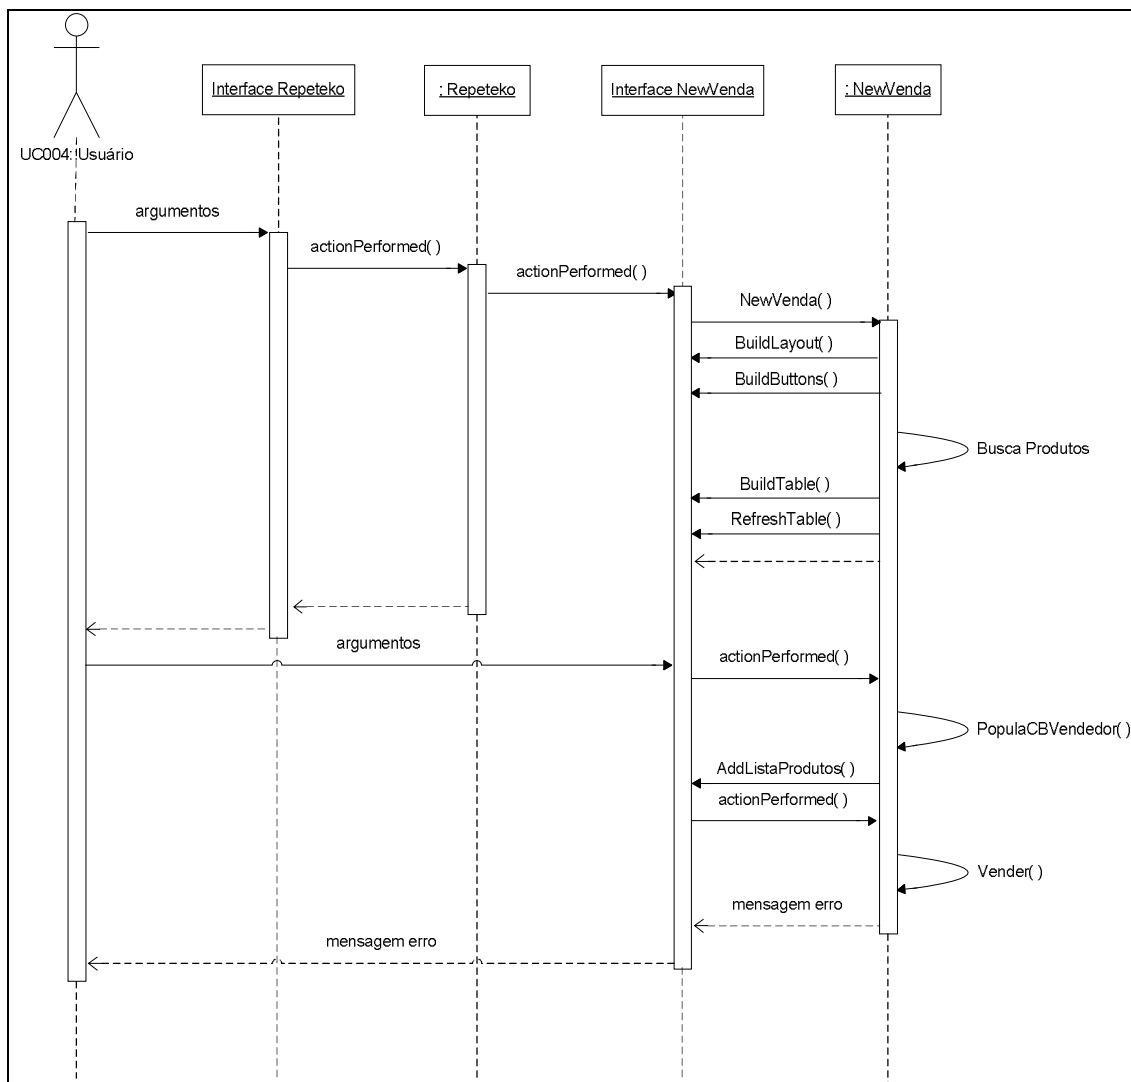 Interface Repeteko
: Repeteko
Interface NewVenda
: NewVenda
UC004: Usuário
argumentos
actionPerformed( )
actionPerformed( )
NewVenda( )
BuildLayout( )
BuildButtons( )
Busca Produtos
BuildTable( )
RefreshTable( )
argumentos
actionPerformed( )
PopulaCBVendedor( )
AddListaProdutos( )
actionPerformed( )
Vender( )
mensagem erro
mensagem erro